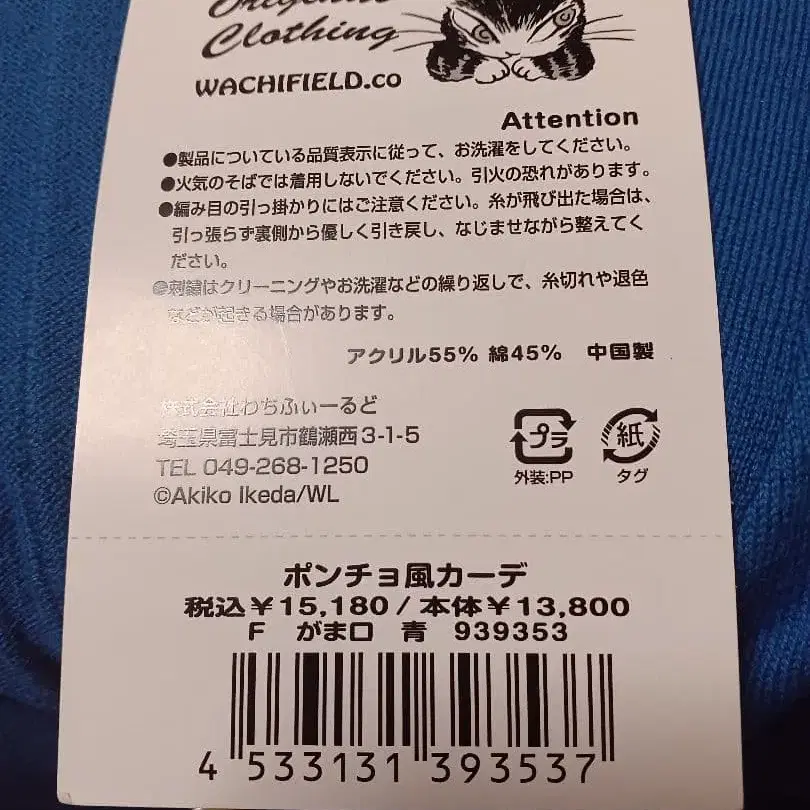 Original
Clothing
WACHIFIELD.co
Attention
●製品についている品質表示に従って、お洗濯をしてください。
●火気のそばでは着用しないでください。引火の恐れがあります。
●編み目の引っ掛かりにはご注意ください。糸が飛び出た場合は、
引っ張らず裏側から優しく引き戻し、なじませながら整えてく
ださい。
●刺繍はクリーニングやお洗濯などの繰り返しで、糸切れや退色
などが起きる場合があります。
アクリル55% 綿45% 中国製
株式会社わちふぃーるど
埼玉県富士見市鶴瀬西3-1-5
TEL 049-268-1250
©Akiko Ikeda/WL
プラ
外装:PP
紙
タグ
ポンチョ風カーデ
税込¥15,180/本体¥13,800
F がま口 青 939353
4 533131 393537